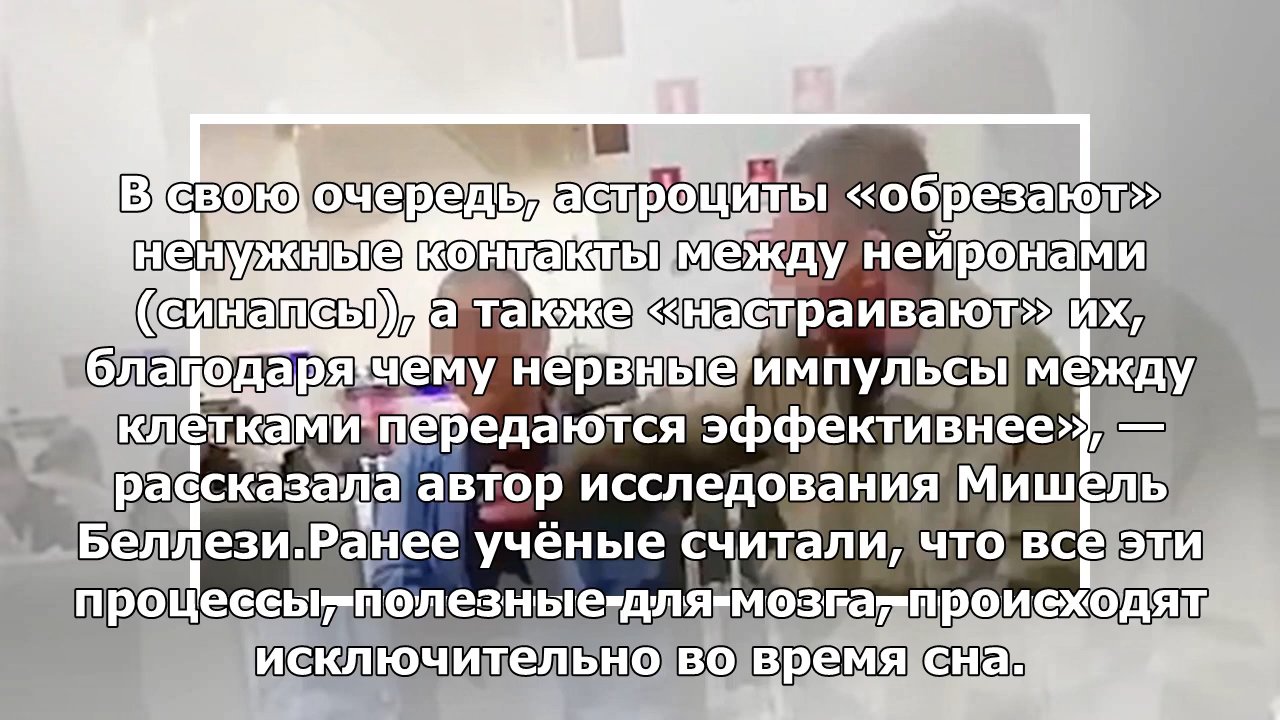 В свою очередь, астроциты «обрезают»
ненужные контакты между нейронами
(синапсы), а также «настраивают» их,
благодаря чему нервные импульсы между
клетками передаются эффективнее», —
рассказала автор исследования Мишель
Беллези.Ранее учёные считали, что все эти
процессы, полезные для мозга, происходят
исключительно во время сна.